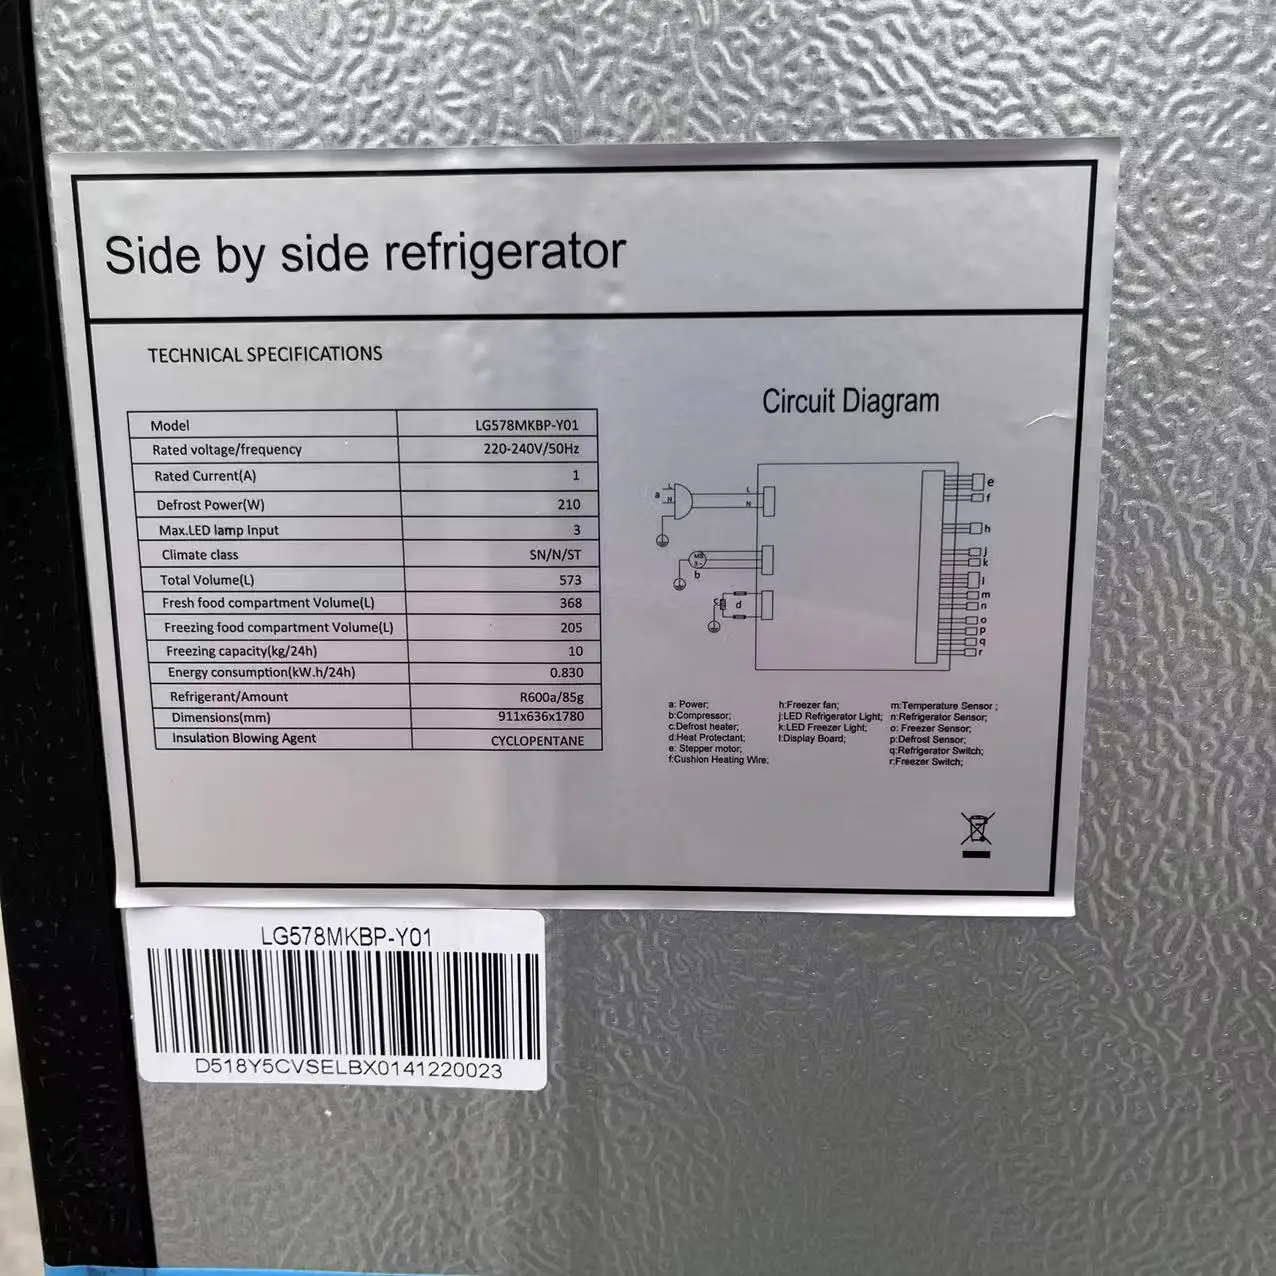 Side by side refrigerator
TECHNICAL SPECIFICATIONS
Model LG578MKBP-Y01
Rated voltage/frequency 220-240V/50Hz
Rated Current(A) 1
Defrost Power(W) 210
Max.LED lamp Input 3
Climate class SN/N/ST
Total Volume(L) 573
Fresh food compartment Volume(L) 368
Freezing food compartment Volume(L) 205
Freezing capacity(kg/24h) 10
Energy consumption(kW.h/24h) 0.830
Refrigerant/Amount R600a/85g
Dimensions(mm) 911x636x1780
Insulation Blowing Agent CYCLOPENTANE
Circuit Diagram
a
L
N
L
N
b
c
d
e
f
h
j
k
l
m
n
o
p
q
r
a: Power;
b:Compressor;
c:Defrost heater;
d:Heat Protectant;
e: Stepper motor;
f:Cushion Heating Wire;
h:Freezer fan;
j:LED Refrigerator Light;
k:LED Freezer Light;
l:Display Board;
m:Temperature Sensor ;
n:Refrigerator Sensor;
o: Freezer Sensor;
p:Defrost Sensor;
q:Refrigerator Switch;
r:Freezer Switch;
LG578MKBP-Y01
D518Y5CVSELBX0141220023